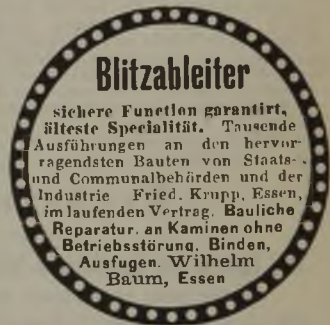 Blitzableiter
sichere Function garantirt,
älteste Specialität. Tausende
Ausführungen an den hervor-
ragendsten Bauten von Staats-
und Communalbehörden und der
Industrie Fried. Krupp, Essen,
im laufenden Vertrag. Bauliche
Reparatur. an Kaminen ohne
Betriebsstörung. Binden,
Ausfugen. Wilhelm
Baum, Essen